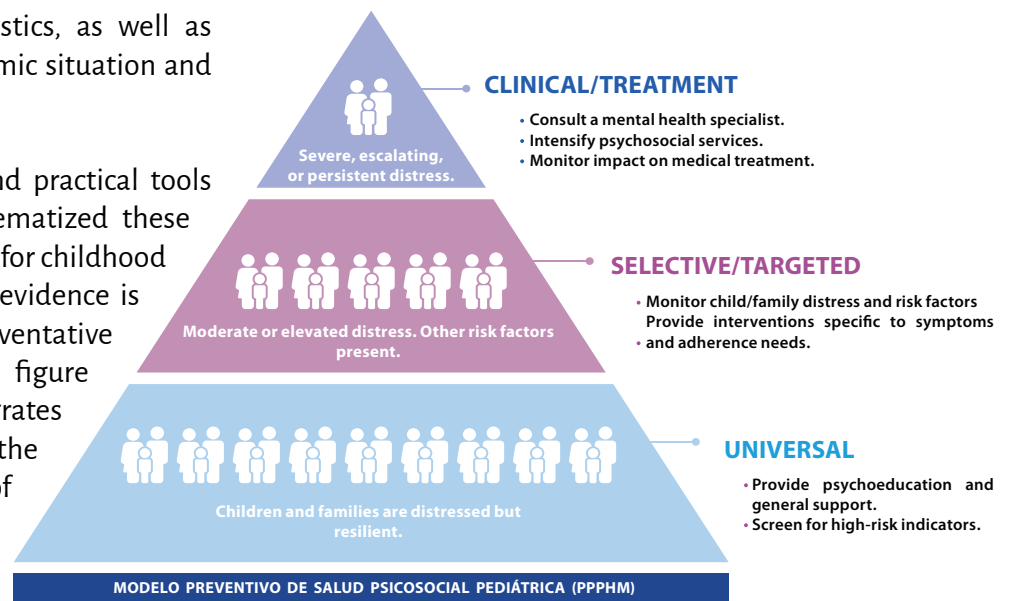 stics, as well as
mic situation and
nd practical tools
ematized these
for childhood
evidence is
ventative
figure
rates
the
of
Severe, escalating,
or persistent distress.
CLINICAL/TREATMENT
• Consult a mental health specialist.
• Intensify psychosocial services.
• Monitor impact on medical treatment.
Moderate or elevated distress. Other risk factors
present.
SELECTIVE/TARGETED
• Monitor child/family distress and risk factors
Provide interventions specific to symptoms
• and adherence needs.
Children and families are distressed but
resilient.
UNIVERSAL
• Provide psychoeducation and
general support.
• Screen for high-risk indicators.
MODELO PREVENTIVO DE SALUD PSICOSOCIAL PEDIÁTRICA (PPPHM)